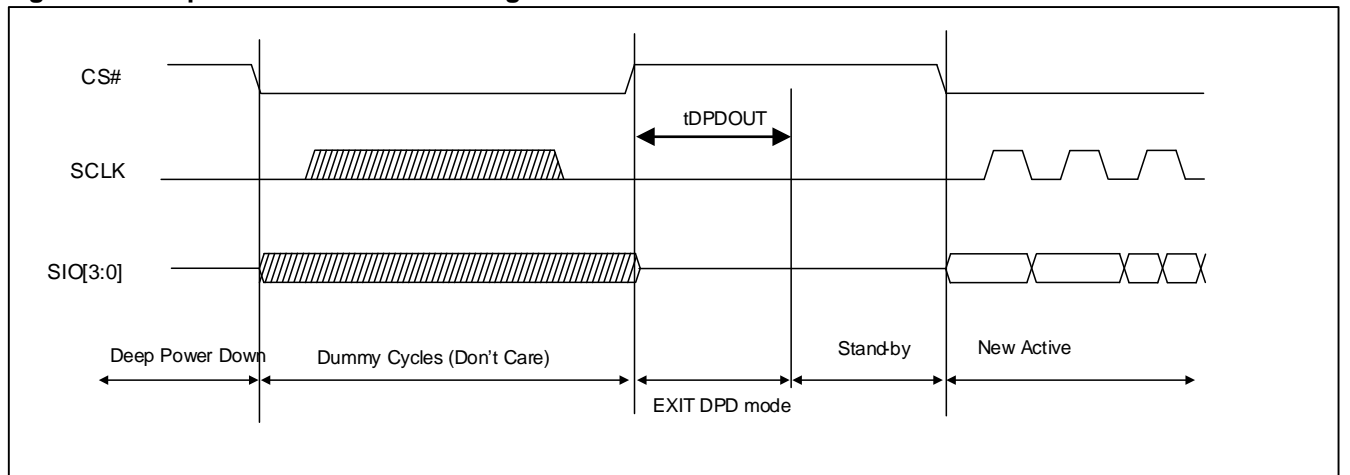 CS#
tDPDOUT
SCLK
SIO[3:0]
Deep Power Down
Dummy Cycles (Don't Care)
Stand-by
New Active
EXIT DPD mode